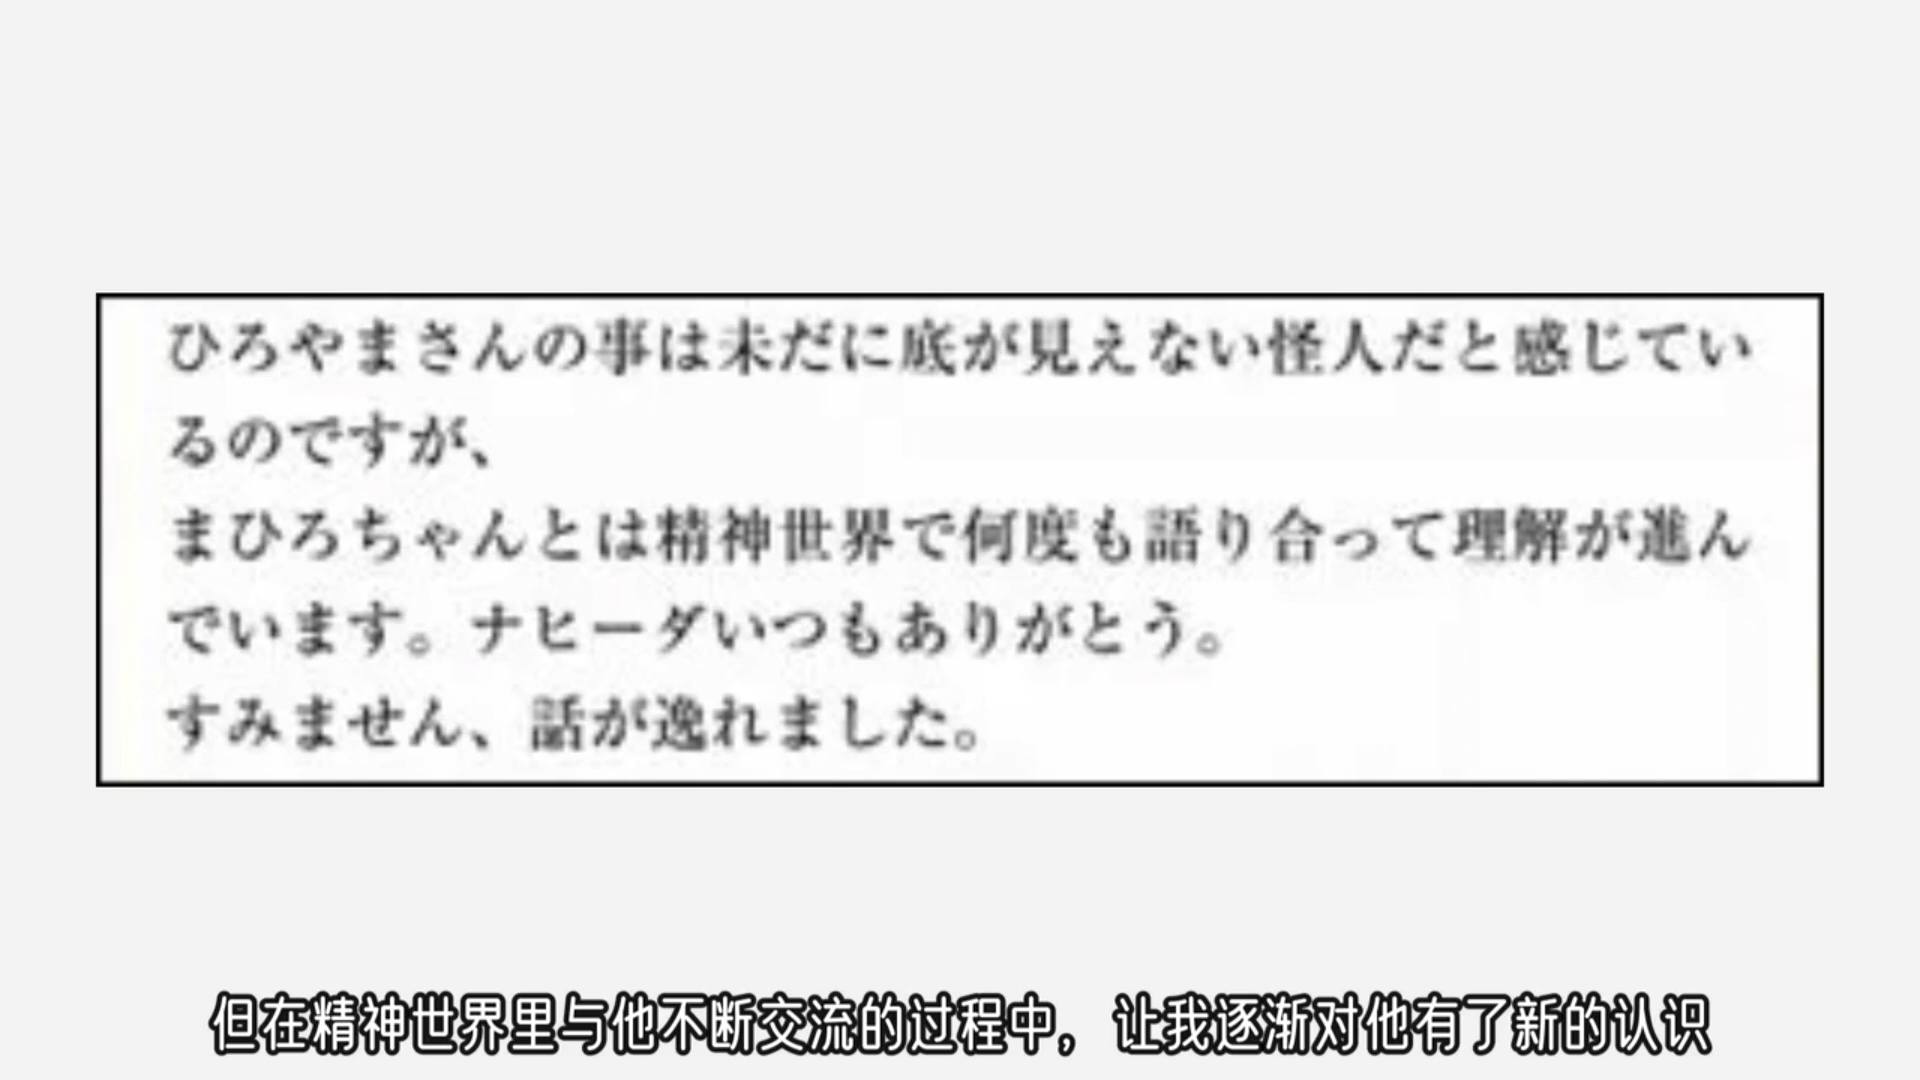 ひろやまさんの事は未だに底が見えない怪人だと感じてい
るのですが、
まひろちゃんとは精神世界で何度も語り合って理解が進ん
でいます。ナヒーダいつもありがとう。
すみません、話が逸れました。
但在精神世界里与他不断交流的过程中，让我逐渐对他有了新的认识